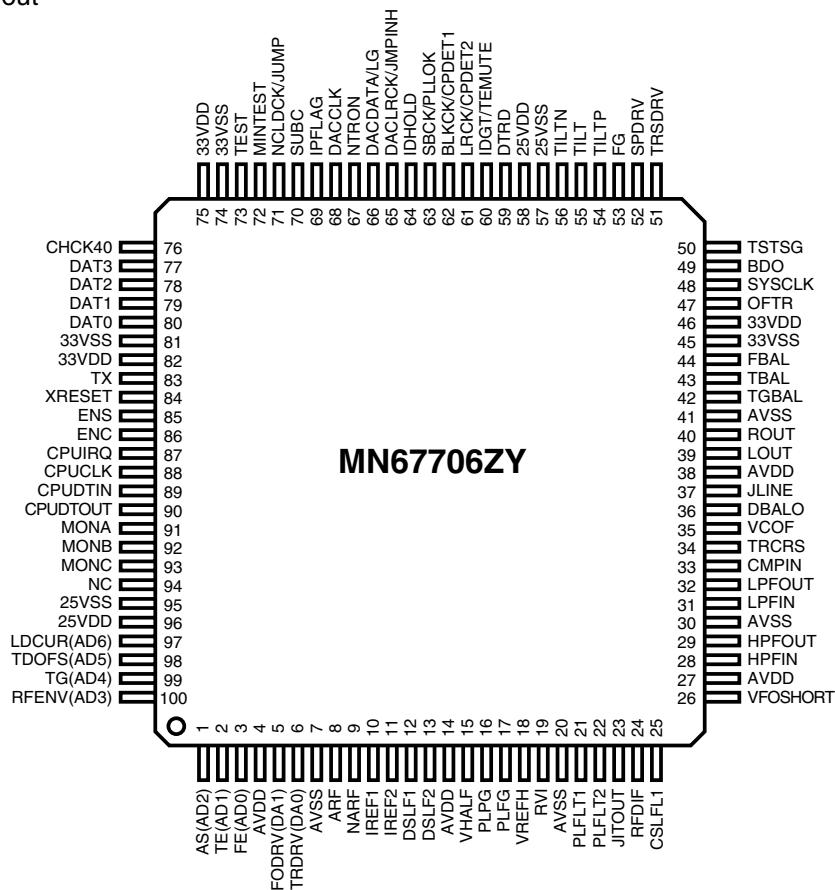 out
33VDD
33VSS
TEST
MINTEST
NCLDCK/JUMP
SUBC
IPFLAG
DACCLK
NTRON
DACDATA/LG
DACLRCK/JMPINH
IDHOLD
SBCK/PLLOK
BLKCK/CPDET1
LRCK/CPDET2
IDGT/TEMUTE
DTRD
25VDD
25VSS
TILTN
TILT
TILTP
FG
SPDRV
TRSDRV
75 74 73 72 71 70 69 68 67 66 65 64 63 62 61 60 59 58 57 56 55 54 53 52 51
CHCK40 76
DAT3 77
DAT2 78
DAT1 79
DAT0 80
33VSS 81
33VDD 82
TX 83
XRESET 84
ENS 85
ENC 86
CPUIRQ 87
CPUCLK 88
CPUDTIN 89
CPUDTOUT 90
MONA 91
MONB 92
MONC 93
NC 94
25VSS 95
25VDD 96
LDCUR(AD6) 97
TDOFS(AD5) 98
TG(AD4) 99
RFENV(AD3) 100
MN67706ZY
50 TSTSG
49 BDO
48 SYSCLK
47 OFTR
46 33VDD
45 33VSS
44 FBAL
43 TBAL
42 TGBAL
41 AVSS
40 ROUT
39 LOUT
38 AVDD
37 JLINE
36 DBALO
35 VCOF
34 TRCRS
33 CMPIN
32 LPFOUT
31 LPFIN
30 AVSS
29 HPFOUT
28 HPFIN
27 AVDD
26 VFOSHORT
1 2 3 4 5 6 7 8 9 10 11 12 13 14 15 16 17 18 19 20 21 22 23 24 25
AS(AD2)
TE(AD1)
FE(AD0)
AVDD
FODRV(DA1)
TRDRV(DA0)
AVSS
ARF
NARF
IREF1
IREF2
DSLF1
DSLF2
AVDD
VHALF
PLPG
PLFG
VREFH
RVI
AVSS
PLFLT1
PLFLT2
JITOUT
RFDIF
CSLFL1